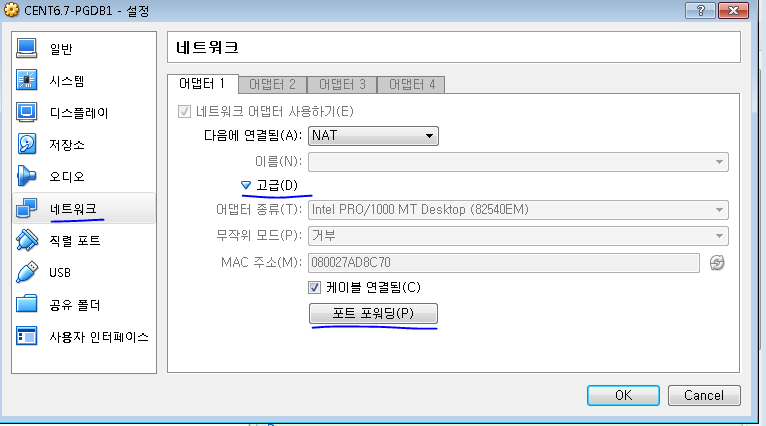 CENT6.7-PGDB1 - 설정
일반
시스템
디스플레이
저장소
오디오
네트워크
직렬 포트
USB
공유 폴더
사용자 인터페이스
네트워크
어댑터 1 어댑터 2 어댑터 3 어댑터 4
네트워크 어댑터 사용하기(E)
다음에 연결됨(A): NAT
이름(N):
고급(D)
어댑터 종류(T): Intel PRO/1000 MT Desktop (82540EM)
무작위 모드(P): 거부
MAC 주소(M): 080027AD8C70
케이블 연결됨(C)
포트 포워딩(P)
OK Cancel